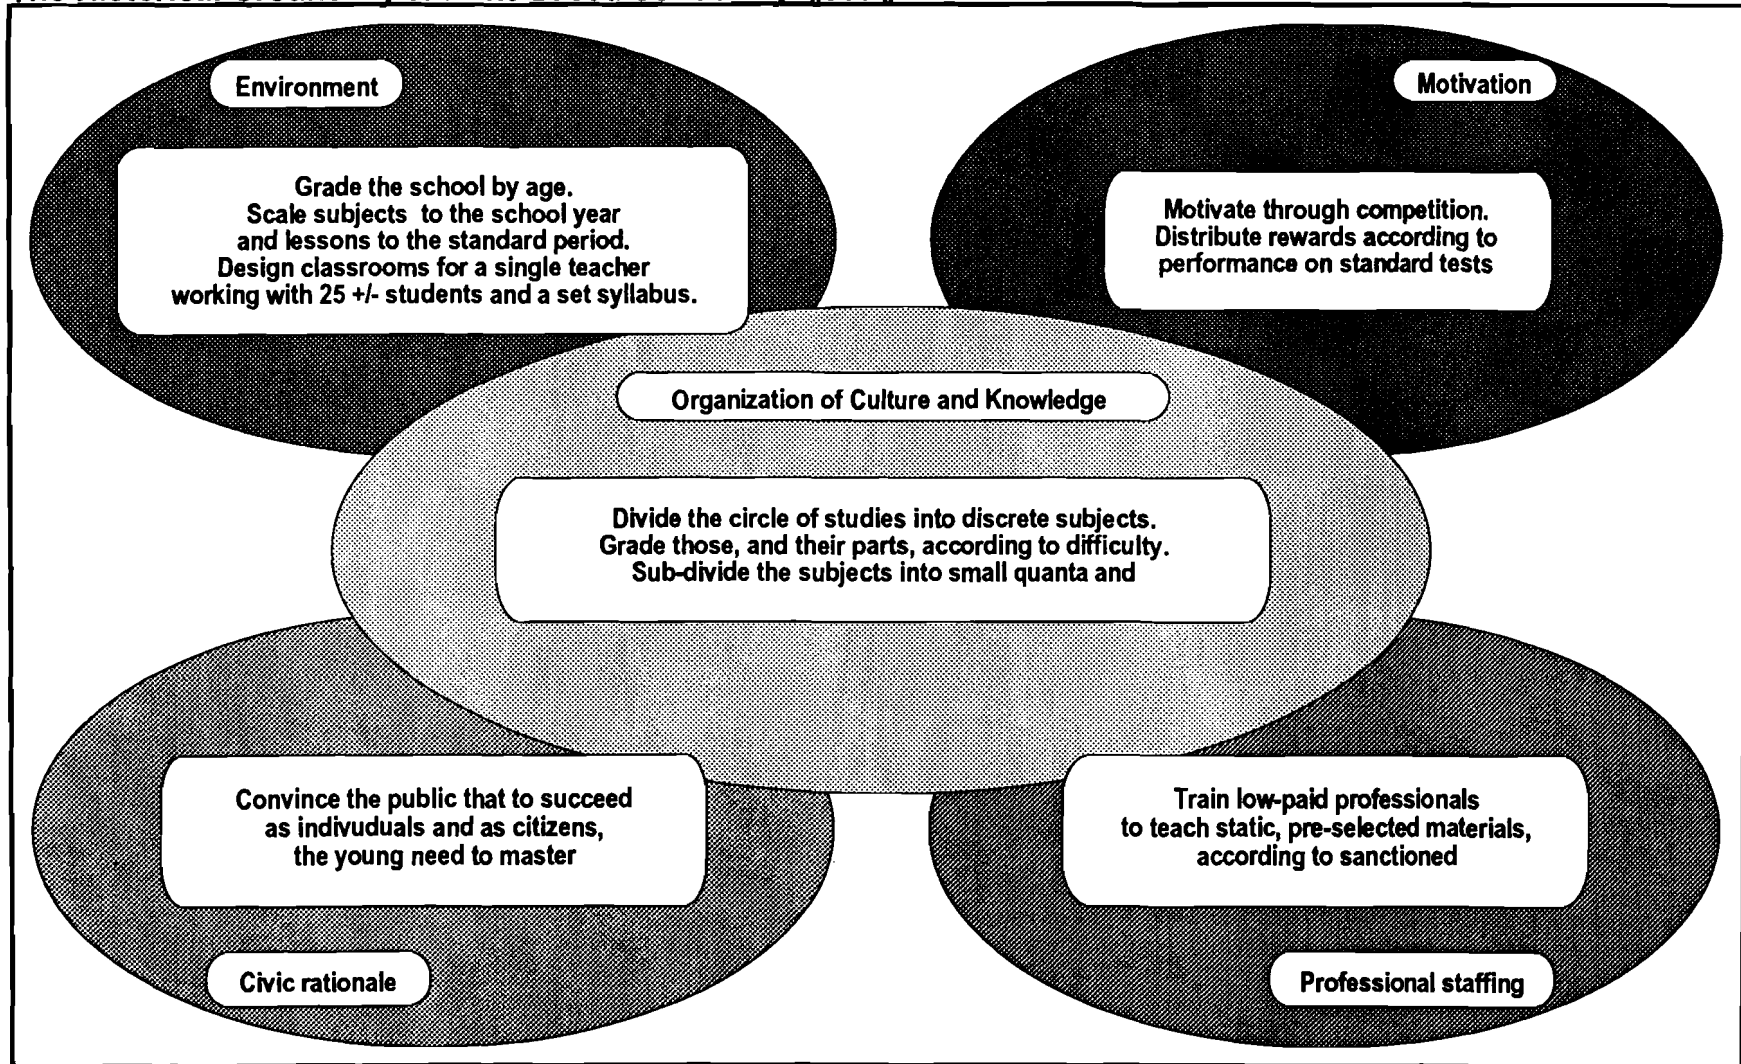 Environment
Grade the school by age.
Scale subjects to the school year
and lessons to the standard period.
Design classrooms for a single teacher
working with 25 +/- students and a set syllabus.
Motivation
Motivate through competition.
Distribute rewards according to
performance on standard tests
Organization of Culture and Knowledge
Divide the circle of studies into discrete subjects.
Grade those, and their parts, according to difficulty.
Sub-divide the subjects into small quanta and
Convince the public that to succeed
as indivuduals and as citizens,
the young need to master
Civic rationale
Train low-paid professionals
to teach static, pre-selected materials,
according to sanctioned
Professional staffing